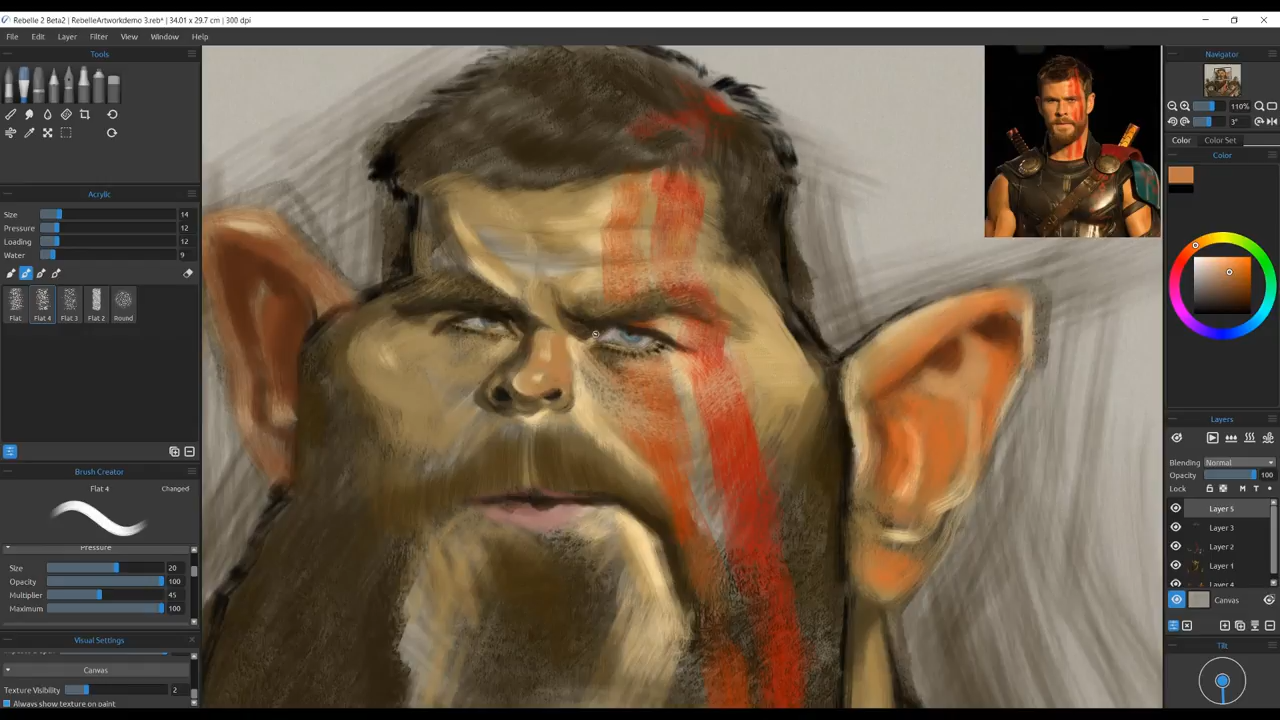 Rebelle 2 Beta2 | RebelleArtworkdemo 3.reb* | 34.01 x 29.7 cm | 300 dpi
File Edit Layer Filter View Window Help
Tools
Acrylic
Size 14
Pressure 12
Loading 12
Water 9
Flat Flat 4 Flat 3 Flat 2 Round
Brush Creator
Flat 4 Changed
Pressure
Size 20
Opacity 100
Multiplier 45
Maximum 100
Visual Settings
Canvas
Texture Visibility 2
Always show texture on paint
Navigator
110%
3°
Color Color Set
Color
Layers
Blending Normal
Opacity 100
Lock M T
Layer 5
Layer 3
Layer 2
Layer 1
Layer 4
Canvas
Tilt